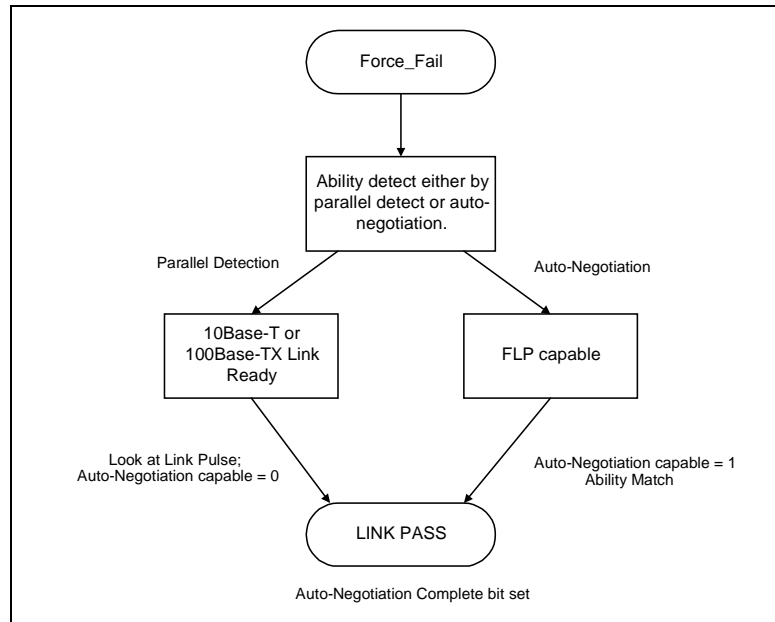 Force_Fail
Ability detect either by
parallel detect or auto-
negotiation.
Parallel Detection
Auto-Negotiation
10Base-T or
100Base-TX Link
Ready
FLP capable
Look at Link Pulse;
Auto-Negotiation capable = 0
Auto-Negotiation capable = 1
Ability Match
LINK PASS
Auto-Negotiation Complete bit set